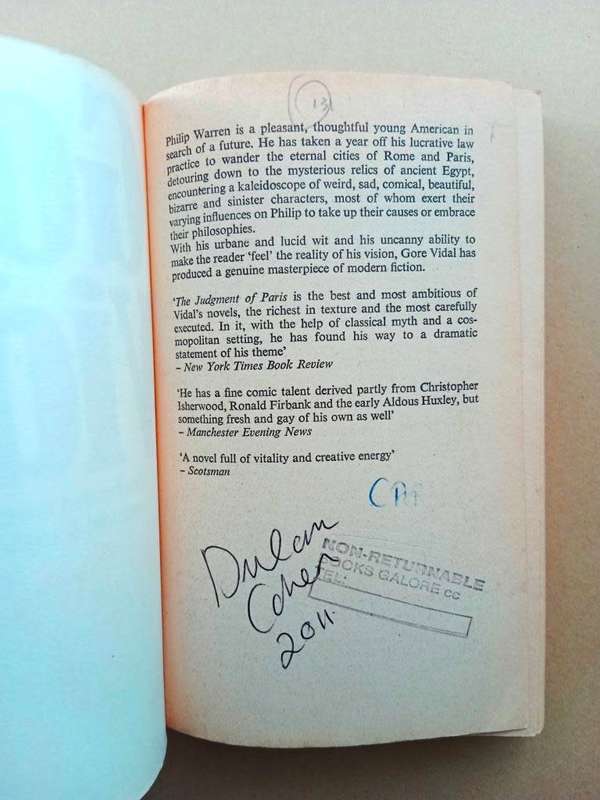 13
Philip Warren is a pleasant, thoughtful young American in
search of a future. He has taken a year off his lucrative law
practice to wander the eternal cities of Rome and Paris,
detouring down to the mysterious relics of ancient Egypt,
encountering a kaleidoscope of weird, sad, comical, beautiful,
bizarre and sinister characters, most of whom exert their
varying influences on Philip to take up their causes or embrace
their philosophies.
With his urbane and lucid wit and his uncanny ability to
make the reader ‘feel’ the reality of his vision, Gore Vidal has
produced a genuine masterpiece of modern fiction.
‘The Judgment of Paris is the best and most ambitious of
Vidal’s novels, the richest in texture and the most carefully
executed. In it, with the help of classical myth and a cos-
mopolitan setting, he has found his way to a dramatic
statement of his theme’
– New York Times Book Review
‘He has a fine comic talent derived partly from Christopher
Isherwood, Ronald Firbank and the early Aldous Huxley, but
something fresh and gay of his own as well’
– Manchester Evening News
‘A novel full of vitality and creative energy’
– Scotsman
NON-RETURNABLE
BOOKS GALORE cc
TEL:
2011